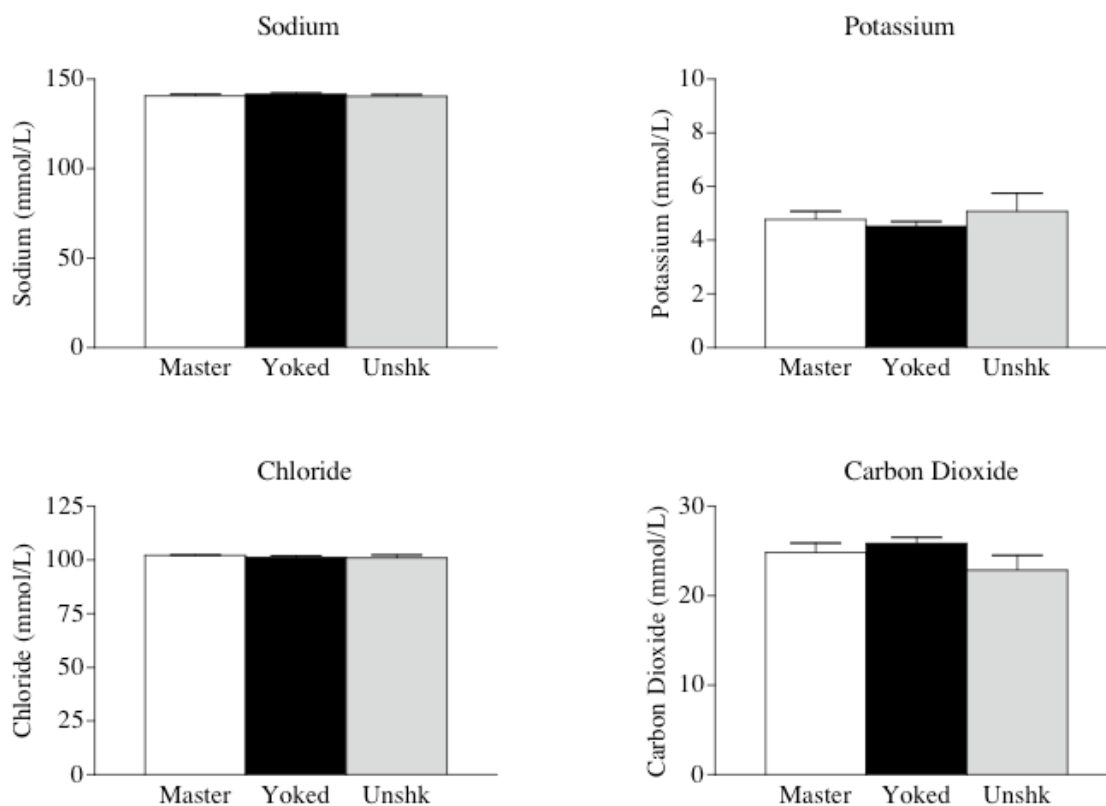 Sodium
Sodium (mmol/L)
150
100
50
0
Master Yoked Unshk
Potassium
Potassium (mmol/L)
10
8
6
4
2
0
Master Yoked Unshk
Chloride
Chloride (mmol/L)
125
100
75
50
25
0
Master Yoked Unshk
Carbon Dioxide
Carbon Dioxide (mmol/L)
30
20
10
0
Master Yoked Unshk